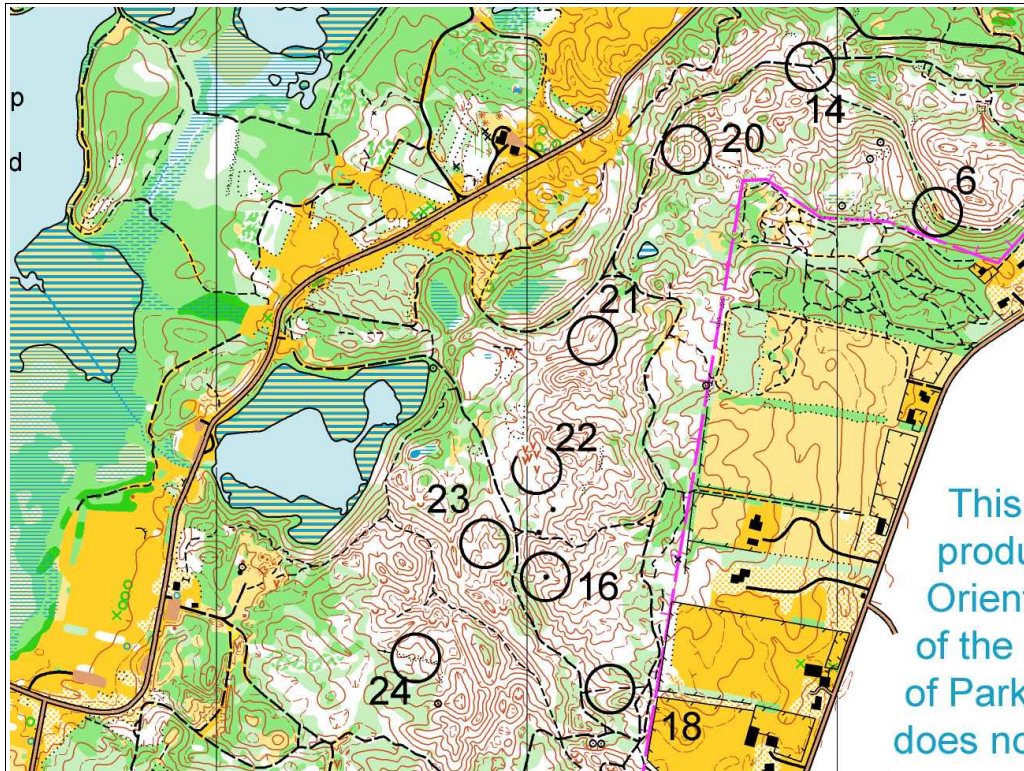 p
d
14
20
6
21
22
23
16
24
18
This
produ
Orient
of the
of Park
does no